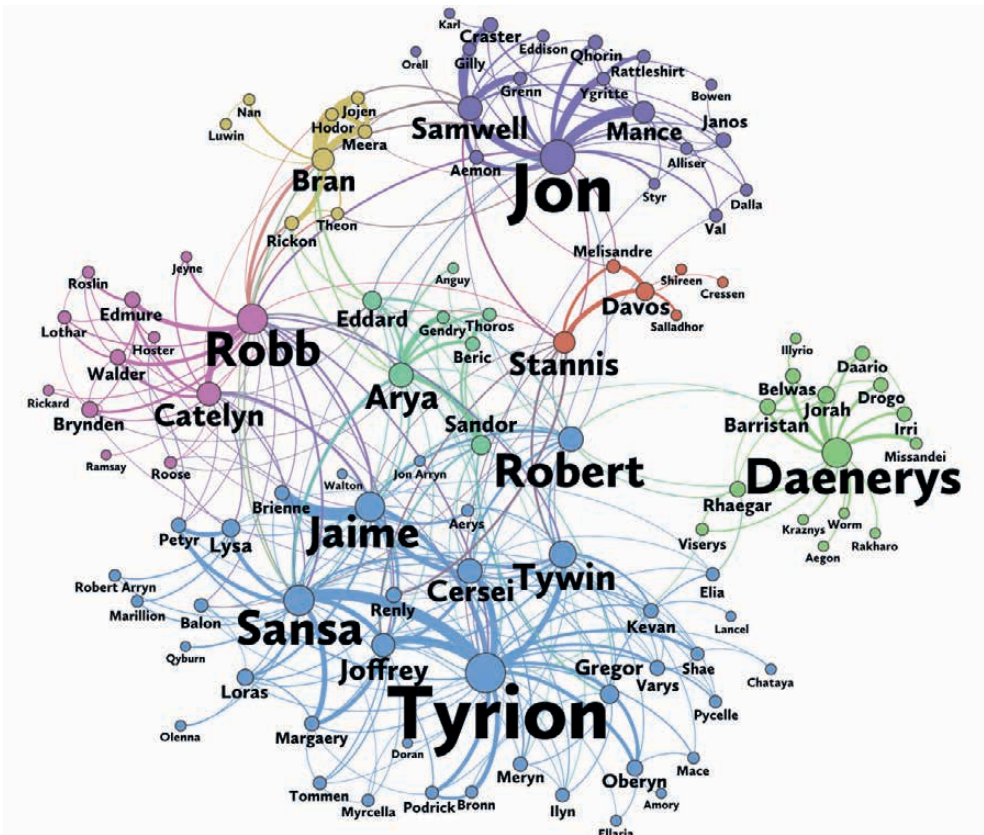 Karl
Craster
Eddison
Qhorin
Orell
Gilly
Rattleshirt
Grenn
Ygritte
Bowen
Nan
Jojen
Hodor
Samwell
Mance
Janos
Luwin
Meera
Alliser
Bran
Aemon
Jon
Styr
Dalla
Theon
Val
Rickon
Melisandre
Jeyne
Roslin
Anguy
Shireen
Cressen
Edmure
Eddard
Davos
Lothar
Gendry
Thoros
Salladhor
Hoster
Robb
Beric
Illyrio
Walder
Stannis
Daario
Belwas
Drogo
Rickard
Arya
Jorah
Brynden
Catelyn
Sandor
Barristan
Irri
Missandei
Ramsay
Roose
Jon Arryn
Robert
Daenerys
Walton
Brienne
Rhaegar
Aerys
Jaime
Kraznys
Worm
Petyr
Lysa
Viserys
Aegon
Rakharo
Cersei
Tywin
Robert Arryn
Elia
Marillion
Renly
Balon
Sansa
Kevan
Lancel
Qyburn
Joffrey
Gregor
Shae
Varys
Chataya
Loras
Tyrion
Pycelle
Olenna
Margaery
Doran
Mace
Meryn
Oberyn
Tommen
Myrcella
Podrick
Bronn
Ilyn
Amory
Ellaria